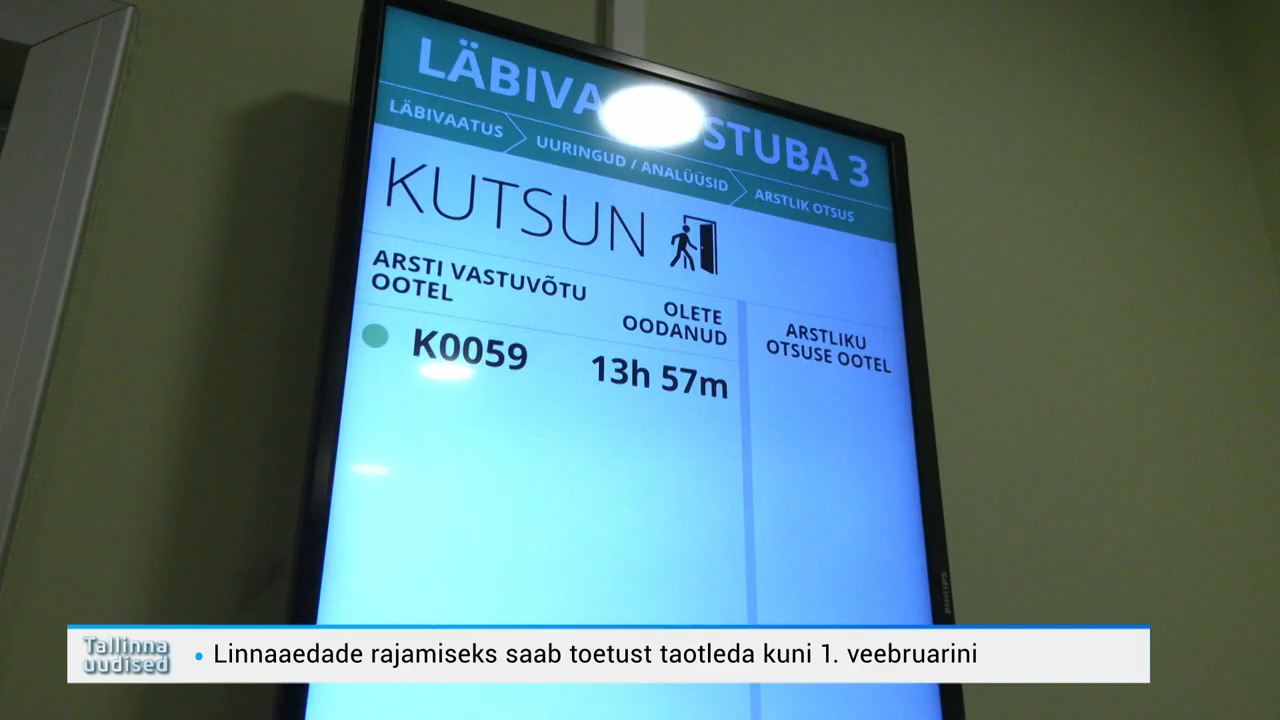 LÄBIVA STUBA 3
LÄBIVAATUS UURINGUD / ANALÜÜSID ARSTLIK OTSUS
KUTSUN
ARSTI VASTUVÕTU
OOTEL
OLETE
OODANUD
ARSTLIKU
OTSUSE OOTEL
K0059 13h 57m
PHILIPS
Tallinna
uudised
• Linnaaedade rajamiseks saab toetust taotleda kuni 1. veebruarini